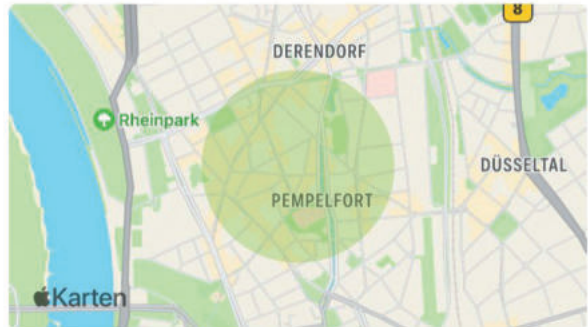 8
DERENDORF
Rheinpark
DÜSSELTAL
PEMPELFORT
Karten